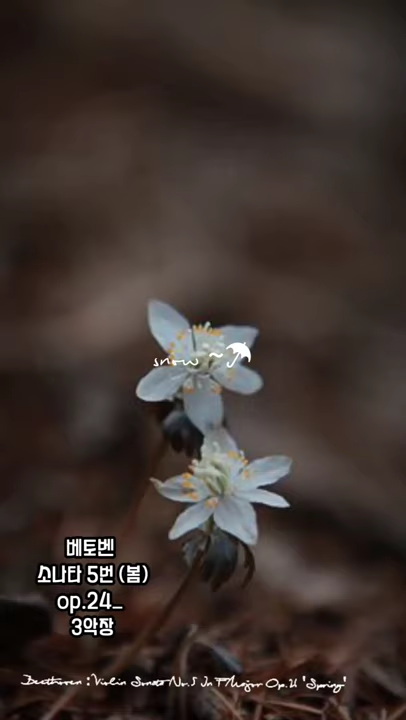 snow ~☂
베토벤
소나타 5번 (봄)
op.24_
3악장
Beethoven : Violin Sonata No.5 In F Major Op.24 'Spring'